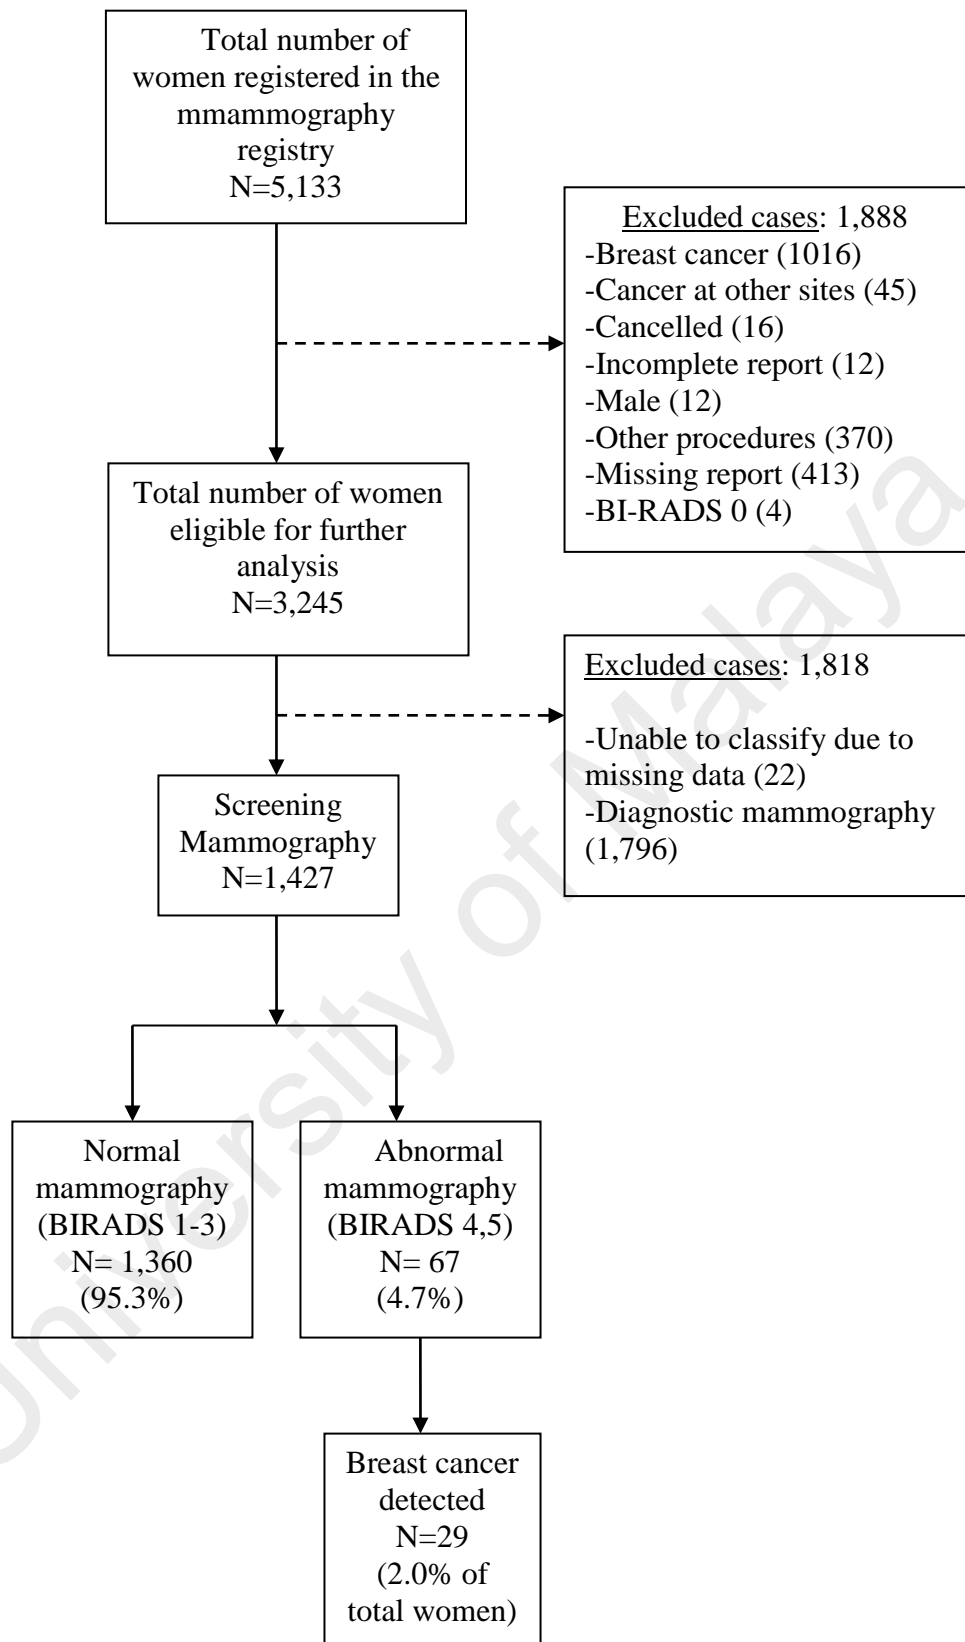 Total number of
women registered in the
mmammography
registry
N=5,133
Excluded cases: 1,888
-Breast cancer (1016)
-Cancer at other sites (45)
-Cancelled (16)
-Incomplete report (12)
-Male (12)
-Other procedures (370)
-Missing report (413)
-BI-RADS 0 (4)
Total number of women
eligible for further
analysis
N=3,245
Excluded cases: 1,818
-Unable to classify due to
missing data (22)
-Diagnostic mammography
(1,796)
Screening
Mammography
N=1,427
Normal
mammography
(BIRADS 1-3)
N= 1,360
(95.3%)
Abnormal
mammography
(BIRADS 4,5)
N= 67
(4.7%)
Breast cancer
detected
N=29
(2.0% of
total women)
University of Malaya